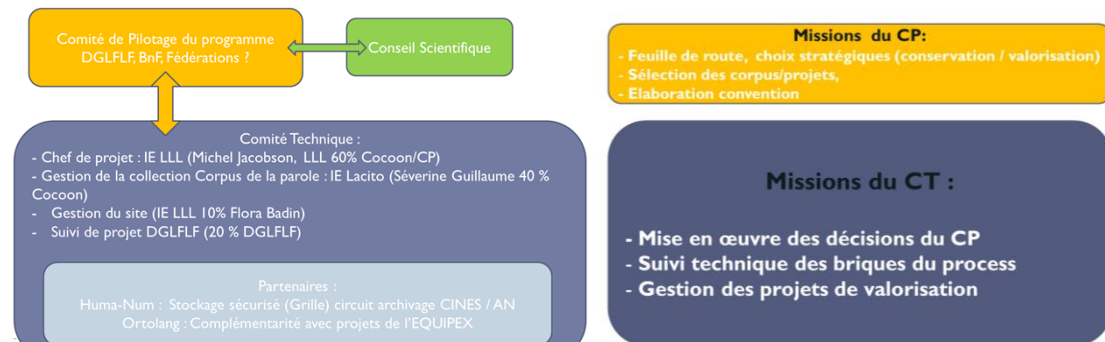 Comité de Pilotage du programme
DGLFLF, BnF, Fédérations ?
Conseil Scientifique
Comité Technique :
- Chef de projet : IE LLL (Michel Jacobson, LLL 60% Cocoon/CP)
- Gestion de la collection Corpus de la parole : IE Lacito (Séverine Guillaume 40 %
Cocoon)
- Gestion du site (IE LLL 10% Flora Badin)
- Suivi de projet DGLFLF (20 % DGLFLF)
Partenaires :
Huma-Num : Stockage sécurisé (Grille) circuit archivage CINES / AN
Ortolang : Complémentarité avec projets de l'EQUIPEX
Missions du CP:
- Feuille de route, choix stratégiques (conservation / valorisation)
- Sélection des corpus/projets,
- Elaboration convention
Missions du CT :
- Mise en œuvre des décisions du CP
- Suivi technique des briques du process
- Gestion des projets de valorisation